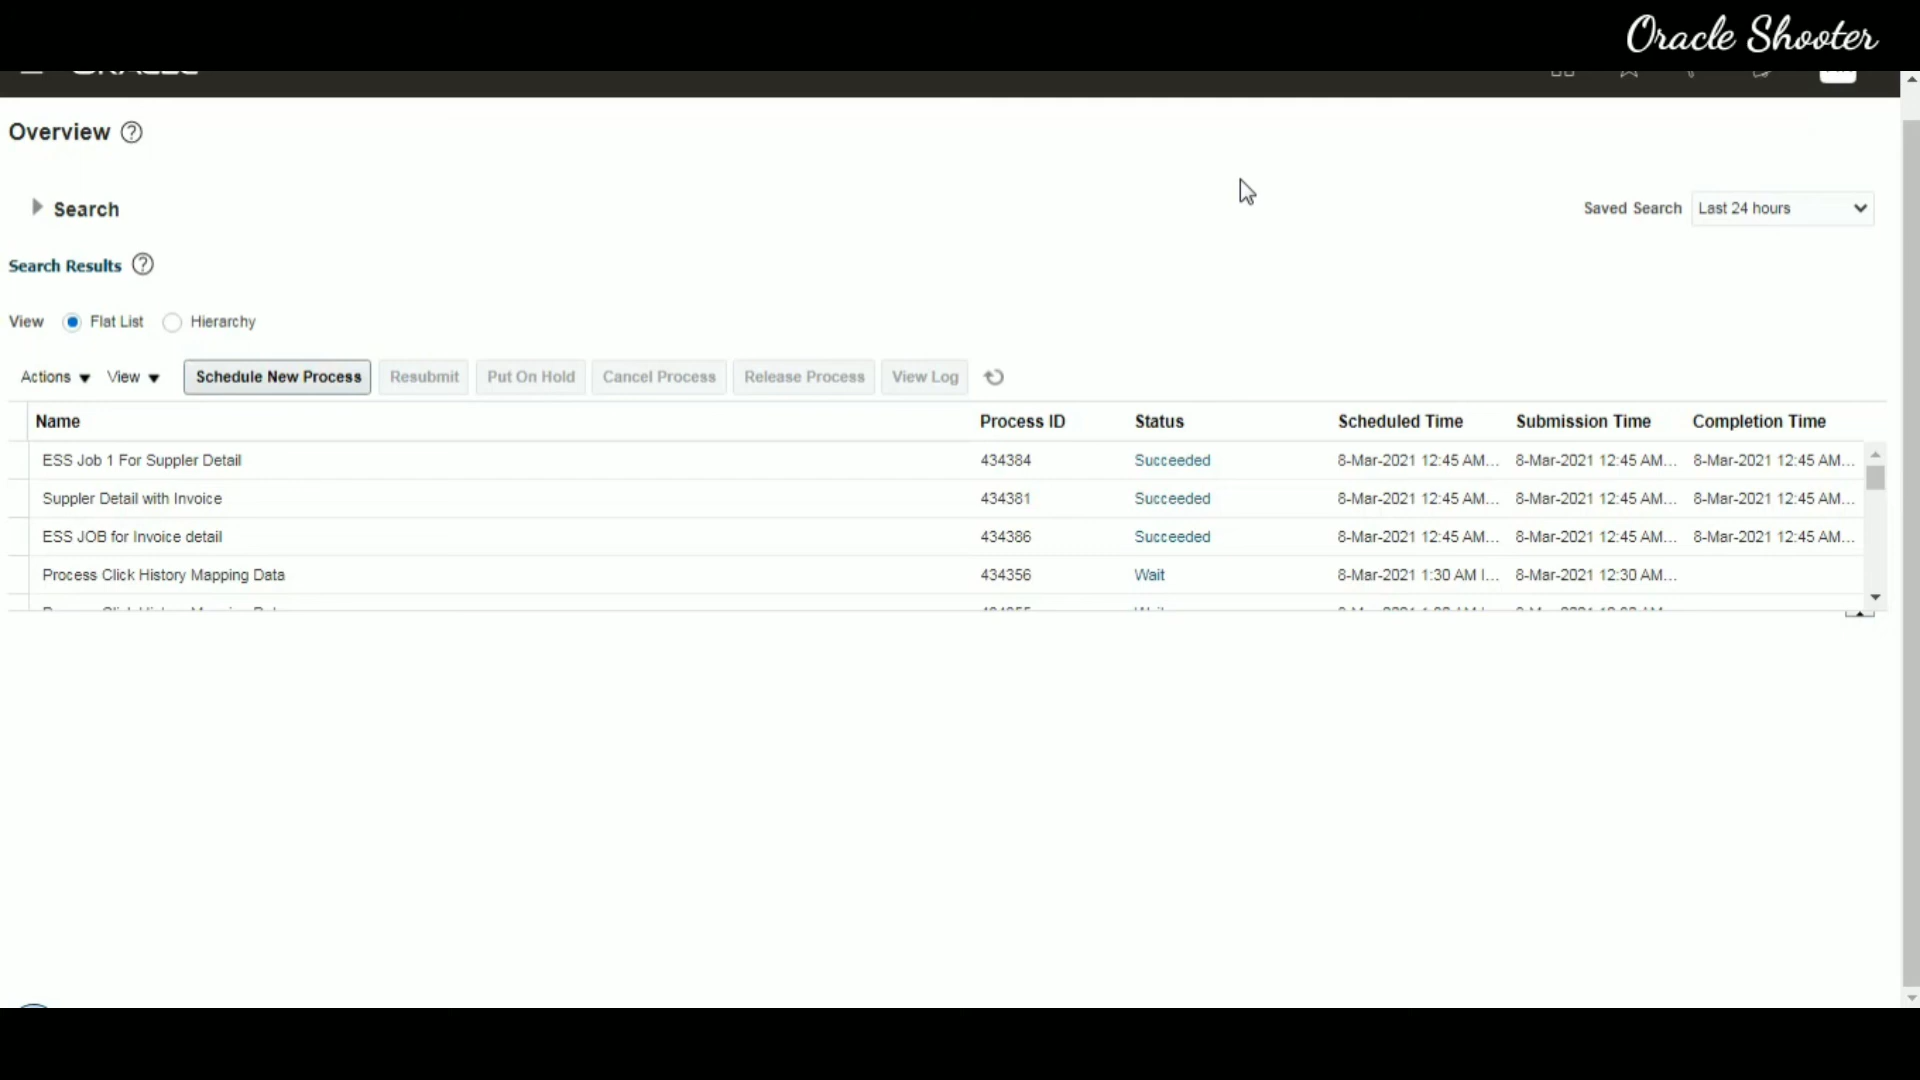 Oracle Shooter
Overview
Search
Saved Search Last 24 hours
Search Results
View Flat List Hierarchy
Actions View Schedule New Process Resubmit Put On Hold Cancel Process Release Process View Log
Name Process ID Status Scheduled Time Submission Time Completion Time
ESS Job 1 For Suppler Detail 434384 Succeeded 8-Mar-2021 12:45 AM... 8-Mar-2021 12:45 AM... 8-Mar-2021 12:45 AM...
Suppler Detail with Invoice 434381 Succeeded 8-Mar-2021 12:45 AM... 8-Mar-2021 12:45 AM... 8-Mar-2021 12:45 AM...
ESS JOB for Invoice detail 434386 Succeeded 8-Mar-2021 12:45 AM... 8-Mar-2021 12:45 AM... 8-Mar-2021 12:45 AM...
Process Click History Mapping Data 434356 Wait 8-Mar-2021 1:30 AM I... 8-Mar-2021 12:30 AM...